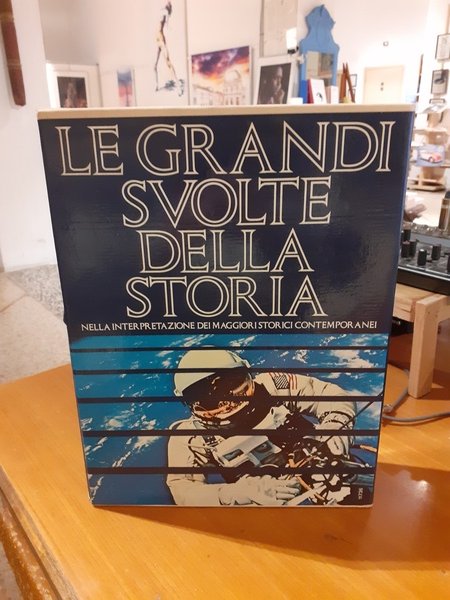 LE GRANDI
SVOLTE
DELLA
STORIA
NELLA INTERPRETAZIONE DEI MAGGIORI STORICI CONTEMPORANEI